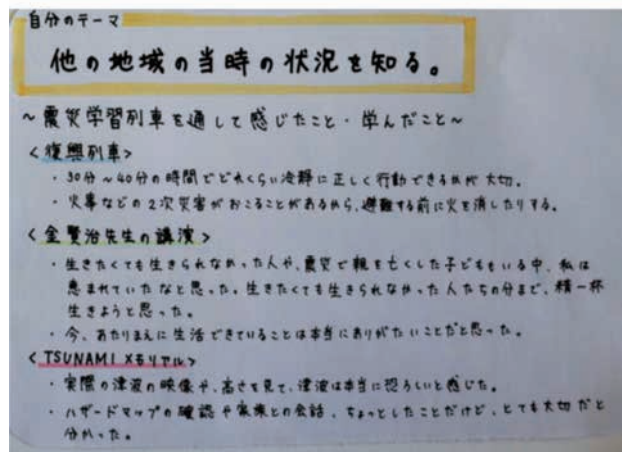 自分のテーマ
他の地域の当時の状況を知る。
～震災学習列車を通して感じたこと・学んだこと～
<復興列車>
・30分～40分の時間でどれくらい冷静に正しく行動できるかが大切。
・火事などの2次災害がおこることがあるから、避難する前に火を消したりする。
<金賢治先生の講演>
・生きたくても生きられなかった人や、震災で親を亡くした子どももいる中、私は
恵まれていたなと思った。生きたくても生きられなかった人たちの分まで、精一杯
生きようと思った。
・今、あたりまえに生活できていることは本当にありがたいことだと思った。
<TSUNAMIメモリアル>
・実際の津波の映像や、高さを見て、津波は本当に恐ろしいと感じた。
・ハザードマップの確認や家族との会話、ちょっとしたことだけど、とても大切だと
分かった。